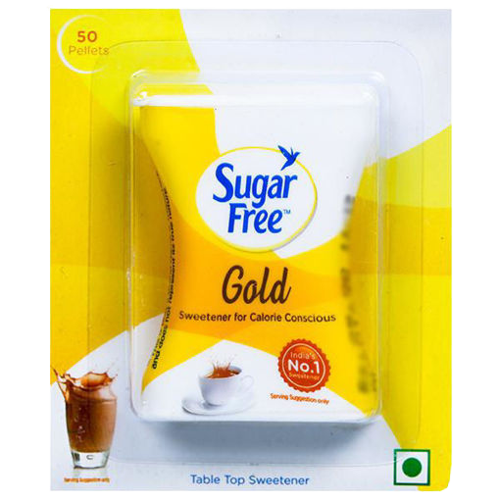 50
Pellets
Sugar
Free™
Gold
Sweetener for Calorie Conscious
India's
No.1
Sweetener
Serving Suggestion only
Serving Suggestion only
Table Top Sweetener